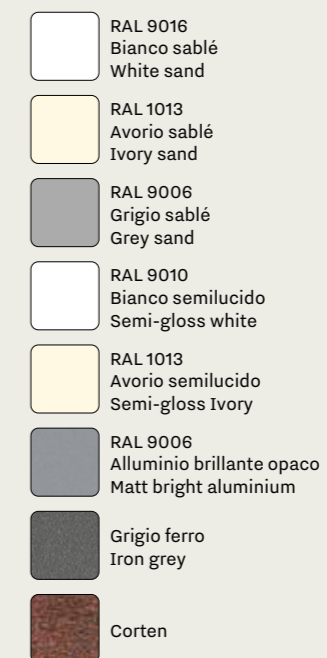 RAL 9016
Bianco sablé
White sand
RAL 1013
Avorio sablé
Ivory sand
RAL 9006
Grigio sablé
Grey sand
RAL 9010
Bianco semilucido
Semi-gloss white
RAL 1013
Avorio semilucido
Semi-gloss Ivory
RAL 9006
Alluminio brillante opaco
Matt bright aluminium
Grigio ferro
Iron grey
Corten